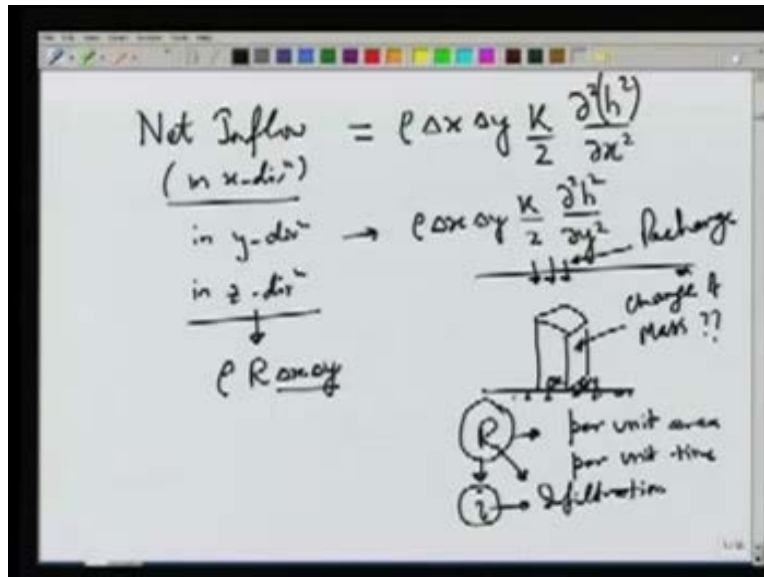 Net Inflow = ρ Δx Δy K/2 ∂²(h²)/∂x²
(in x-dirⁿ)
in y-dirⁿ → ρ Δx Δy K/2 ∂²h²/∂y²
Recharge
in z-dirⁿ
change of
mass ??
ρ R Δx Δy
R → per unit area
per unit time
i → Infiltration